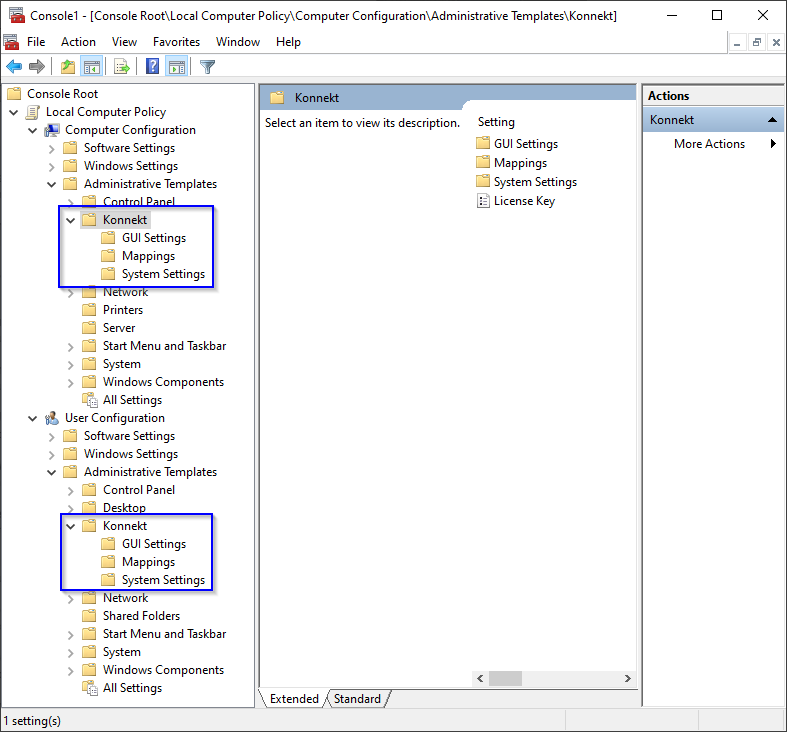 Console1 - [Console Root\Local Computer Policy\Computer Configuration\Administrative Templates\Konnekt]
File Action View Favorites Window Help
Console Root
Local Computer Policy
Computer Configuration
Software Settings
Windows Settings
Administrative Templates
Control Panel
Konnekt
GUI Settings
Mappings
System Settings
Network
Printers
Server
Start Menu and Taskbar
System
Windows Components
All Settings
User Configuration
Software Settings
Windows Settings
Administrative Templates
Control Panel
Desktop
Konnekt
GUI Settings
Mappings
System Settings
Network
Shared Folders
Start Menu and Taskbar
System
Windows Components
All Settings
Konnekt
Select an item to view its description.
Setting
GUI Settings
Mappings
System Settings
License Key
Extended Standard
Actions
Konnekt
More Actions
1 setting(s)